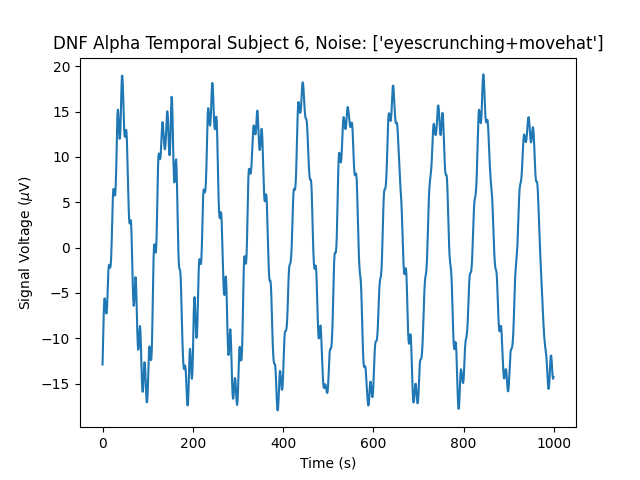 DNF Alpha Temporal Subject 6, Noise: ['eyescrunching+movehat']
20
15
10
5
0
−5
−10
−15
Signal Voltage (μV)
0 200 400 600 800 1000
Time (s)